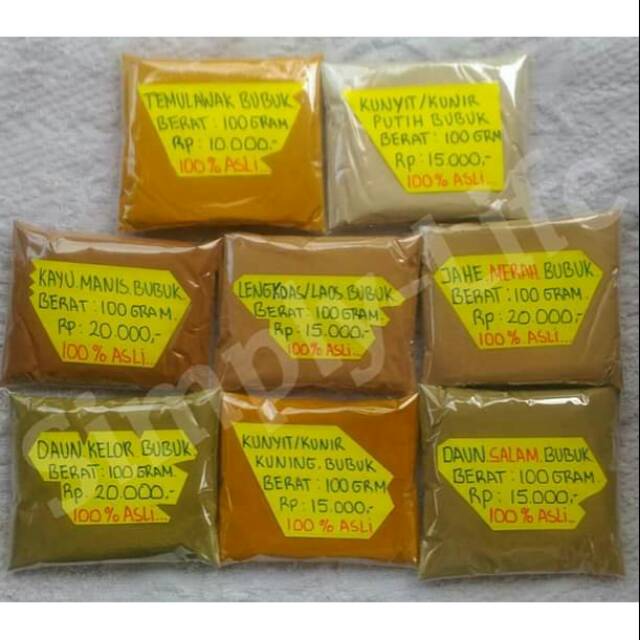 TEMULAWAK BUBUK
BERAT : 100 GRAM
Rp : 10.000,-
100% ASLI..
KUNYIT/KUNIR
PUTIH BUBUK
BERAT : 100 GRM
Rp : 15.000,-
100% ASLI...
KAYU MANIS BUBUK
BERAT : 100 GRAM.
Rp : 20.000,-
100% ASLI...
LENGKOAS/LAOS BUBUK
BERAT : 100 GRAM.
Rp : 15.000,-
100% ASLI...
JAHE MERAH BUBUK
BERAT : 100 GRAM.
Rp : 20.000,-
100% ASLI...
DAUN KELOR BUBUK
BERAT : 100 GRAM.
Rp 20.000,-
100% ASLI...
KUNYIT/KUNIR
KUNING BUBUK
BERAT : 100 GRM
Rp : 15.000,-
100% ASLI...
DAUN SALAM BUBUK
BERAT : 100 GRAM.
Rp : 15.000,-
100% ASLI...
Simply_Life